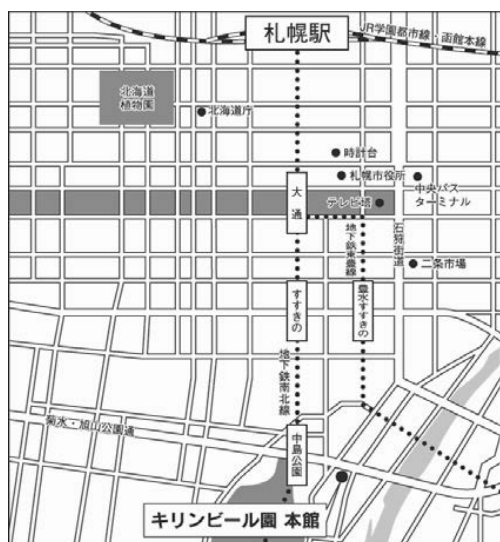 札幌駅
JR学園都市線・函館本線
北海道
植物園
北海道庁
時計台
札幌市役所
中央バス
ターミナル
大通
テレビ塔
地下鉄東豊線
石狩街道
二条市場
すすきの
豊水すすきの
地下鉄南北線
菊水・旭山公園通
中島公園
キリンビール園 本館